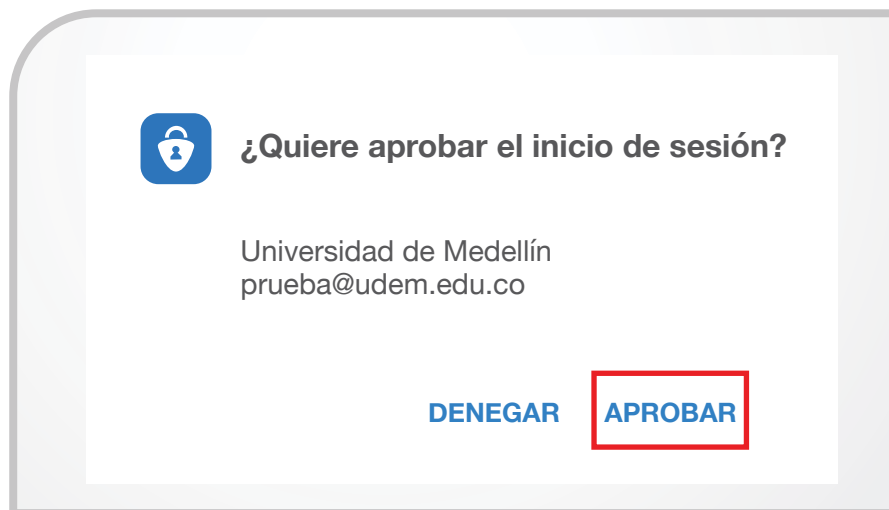 ¿Quiere aprobar el inicio de sesión?
Universidad de Medellín
prueba@udem.edu.co
DENEGAR APROBAR